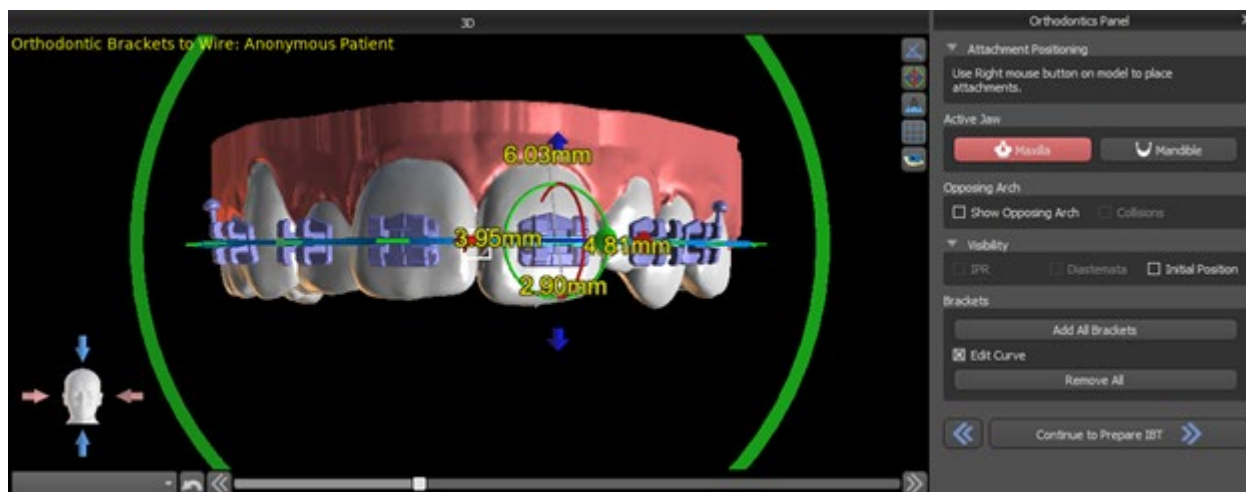 3D
Orthodontic Brackets to Wire: Anonymous Patient
6.03mm
3.95mm
4.81mm
2.90mm
Orthodontics Panel
Attachment Positioning
Use Right mouse button on model to place
attachments.
Active Jaw
Maxilla
Mandible
Opposing Arch
Show Opposing Arch
Collisions
Visibility
IPR
Diastemata
Initial Position
Brackets
Add All Brackets
Edit Curve
Remove All
Continue to Prepare IBT